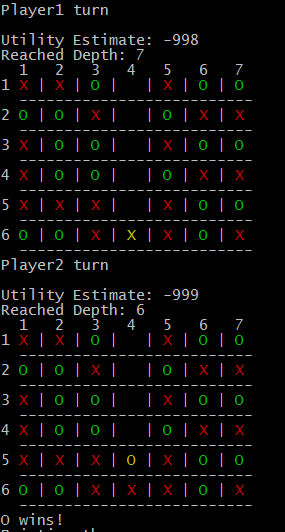 Player1 turn
Utility Estimate: -998
Reached Depth: 7
1 2 3 4 5 6 7
1 X | X | O |   | X | O | O
---------------------------
2 O | O | X |   | O | X | X
---------------------------
3 X | O | O |   | X | O | O
---------------------------
4 X | O | O |   | O | X | X
---------------------------
5 X | X | X |   | X | O | O
---------------------------
6 O | O | X | X | X | O | X
---------------------------
Player2 turn
Utility Estimate: -999
Reached Depth: 6
1 2 3 4 5 6 7
1 X | X | O |   | X | O | O
---------------------------
2 O | O | X |   | O | X | X
---------------------------
3 X | O | O |   | X | O | O
---------------------------
4 X | O | O |   | O | X | X
---------------------------
5 X | X | X | O | X | O | O
---------------------------
6 O | O | X | X | X | O | X
---------------------------
O wins!